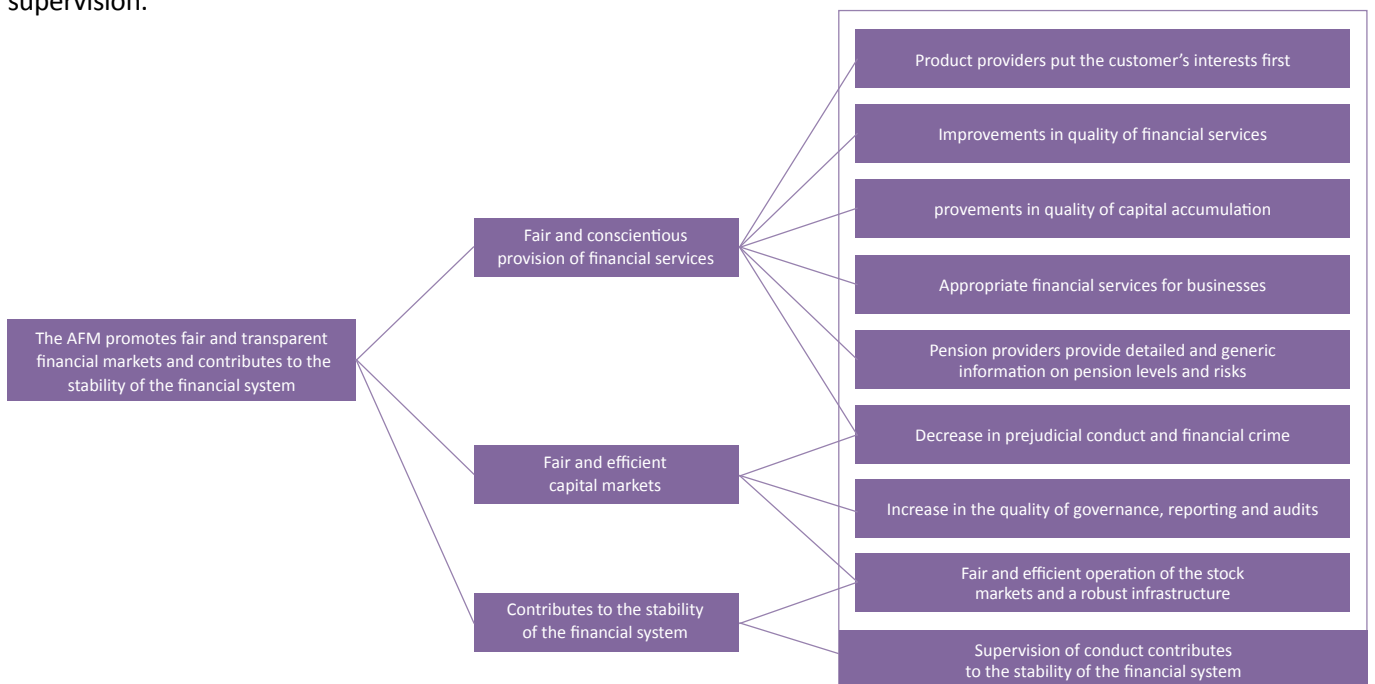 supervision.
Product providers put the customer's interests first
Improvements in quality of financial services
provements in quality of capital accumulation
Fair and conscientious
provision of financial services
Appropriate financial services for businesses
The AFM promotes fair and transparent
financial markets and contributes to the
stability of the financial system
Pension providers provide detailed and generic
information on pension levels and risks
Decrease in prejudicial conduct and financial crime
Fair and efficient
capital markets
Increase in the quality of governance, reporting and audits
Fair and efficient operation of the stock
markets and a robust infrastructure
Contributes to the stability
of the financial system
Supervision of conduct contributes
to the stability of the financial system